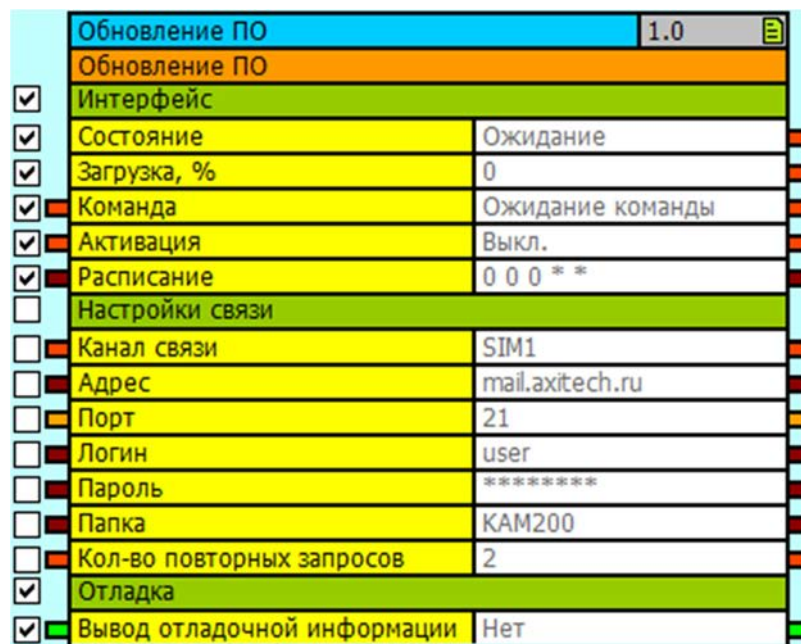 Обновление ПО 1.0
Обновление ПО
Интерфейс
Состояние Ожидание
Загрузка, % 0
Команда Ожидание команды
Активация Выкл.
Расписание 0 0 0 * *
Настройки связи
Канал связи SIM1
Адрес mail.axitech.ru
Порт 21
Логин user
Пароль ********
Папка KAM200
Кол-во повторных запросов 2
Отладка
Вывод отладочной информации Нет